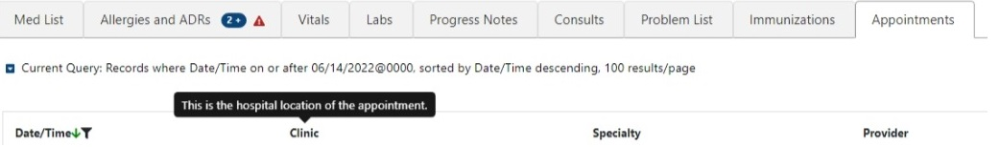 Med List Allergies and ADRs 2+ Vitals Labs Progress Notes Consults Problem List Immunizations Appointments
Current Query: Records where Date/Time on or after 06/14/2022@0000, sorted by Date/Time descending, 100 results/page
This is the hospital location of the appointment.
Date/Time Clinic Specialty Provider